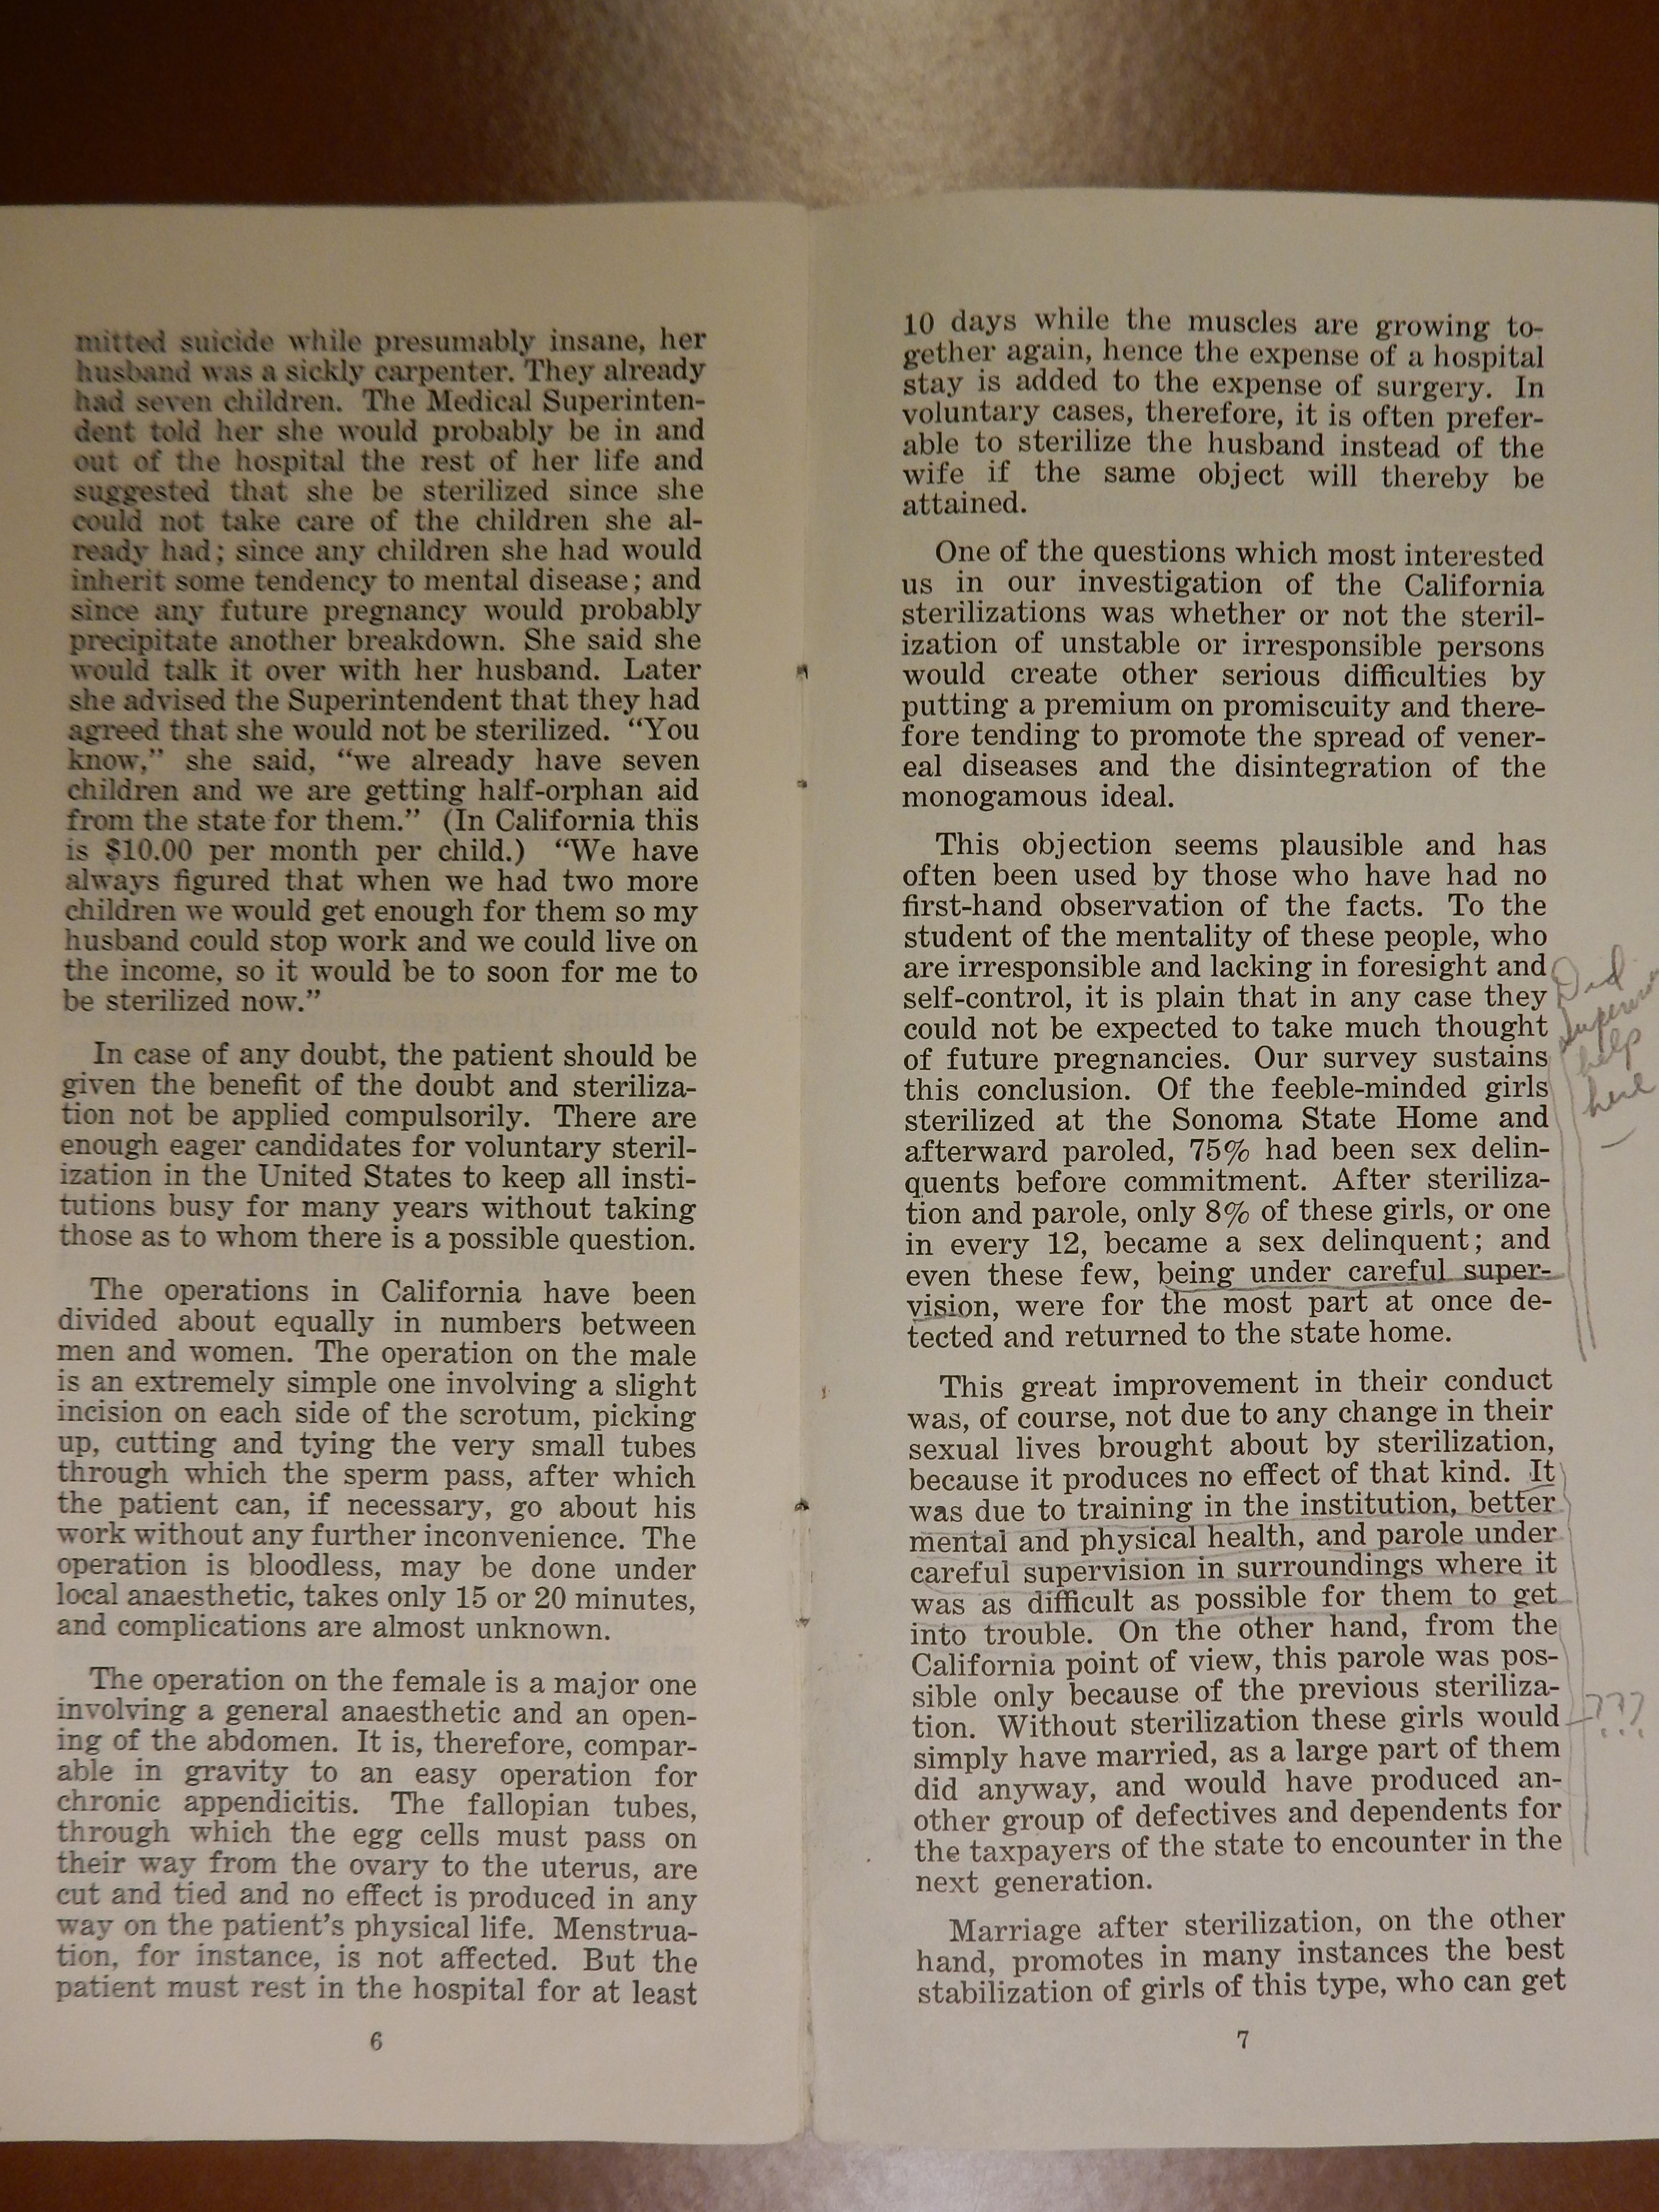 mitted suicide while presumably insane, her
husband was a sickly carpenter. They already
had seven children. The Medical Superinten-
dent told her she would probably be in and
out of the hospital the rest of her life and
suggested that she be sterilized since she
could not take care of the children she al-
ready had; since any children she had would
inherit some tendency to mental disease; and
since any future pregnancy would probably
precipitate another breakdown. She said she
would talk it over with her husband. Later
she advised the Superintendent that they had
agreed that she would not be sterilized. “You
know,” she said, “we already have seven
children and we are getting half-orphan aid
from the state for them.” (In California this
is $10.00 per month per child.) “We have
always figured that when we had two more
children we would get enough for them so my
husband could stop work and we could live on
the income, so it would be to soon for me to
be sterilized now.”
In case of any doubt, the patient should be
given the benefit of the doubt and steriliza-
tion not be applied compulsorily. There are
enough eager candidates for voluntary steril-
ization in the United States to keep all insti-
tutions busy for many years without taking
those as to whom there is a possible question.
The operations in California have been
divided about equally in numbers between
men and women. The operation on the male
is an extremely simple one involving a slight
incision on each side of the scrotum, picking
up, cutting and tying the very small tubes
through which the sperm pass, after which
the patient can, if necessary, go about his
work without any further inconvenience. The
operation is bloodless, may be done under
local anaesthetic, takes only 15 or 20 minutes,
and complications are almost unknown.
The operation on the female is a major one
involving a general anaesthetic and an open-
ing of the abdomen. It is, therefore, compar-
able in gravity to an easy operation for
chronic appendicitis. The fallopian tubes,
through which the egg cells must pass on
their way from the ovary to the uterus, are
cut and tied and no effect is produced in any
way on the patient’s physical life. Menstrua-
tion, for instance, is not affected. But the
patient must rest in the hospital for at least
6
10 days while the muscles are growing to-
gether again, hence the expense of a hospital
stay is added to the expense of surgery. In
voluntary cases, therefore, it is often prefer-
able to sterilize the husband instead of the
wife if the same object will thereby be
attained.
One of the questions which most interested
us in our investigation of the California
sterilizations was whether or not the steril-
ization of unstable or irresponsible persons
would create other serious difficulties by
putting a premium on promiscuity and there-
fore tending to promote the spread of vener-
eal diseases and the disintegration of the
monogamous ideal.
This objection seems plausible and has
often been used by those who have had no
first-hand observation of the facts. To the
student of the mentality of these people, who
are irresponsible and lacking in foresight and
self-control, it is plain that in any case they
could not be expected to take much thought
of future pregnancies. Our survey sustains
this conclusion. Of the feeble-minded girls
sterilized at the Sonoma State Home and
afterward paroled, 75% had been sex delin-
quents before commitment. After steriliza-
tion and parole, only 8% of these girls, or one
in every 12, became a sex delinquent; and
even these few, being under careful super-
vision, were for the most part at once de-
tected and returned to the state home.
Did
help
here
This great improvement in their conduct
was, of course, not due to any change in their
sexual lives brought about by sterilization,
because it produces no effect of that kind. It
was due to training in the institution, better
mental and physical health, and parole under
careful supervision in surroundings where it
was as difficult as possible for them to get
into trouble. On the other hand, from the
California point of view, this parole was pos-
sible only because of the previous steriliza-
tion. Without sterilization these girls would
simply have married, as a large part of them
did anyway, and would have produced an-
other group of defectives and dependents for
the taxpayers of the state to encounter in the
next generation.
???
Marriage after sterilization, on the other
hand, promotes in many instances the best
stabilization of girls of this type, who can get
7